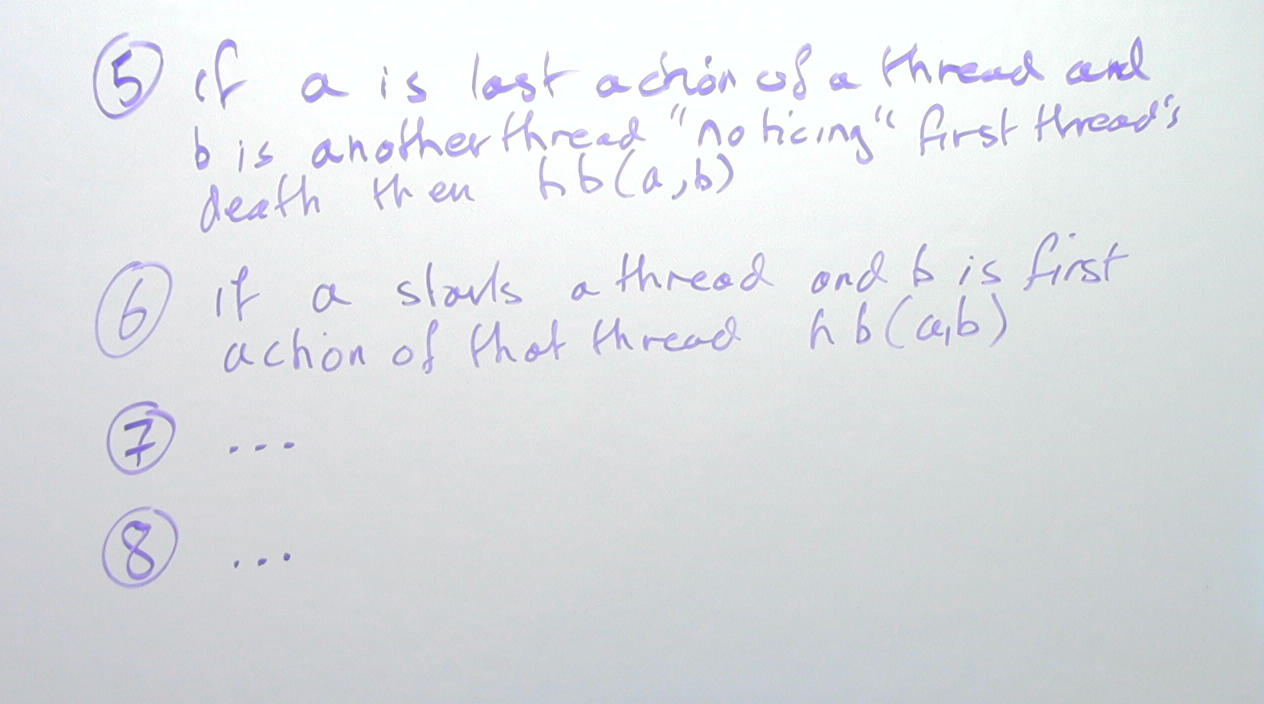 ⑤ if a is last action of a thread and
b is another thread "noticing" first thread's
death then hb(a,b)
⑥ if a starts a thread and b is first
action of that thread hb(a,b)
⑦ ...
⑧ ...